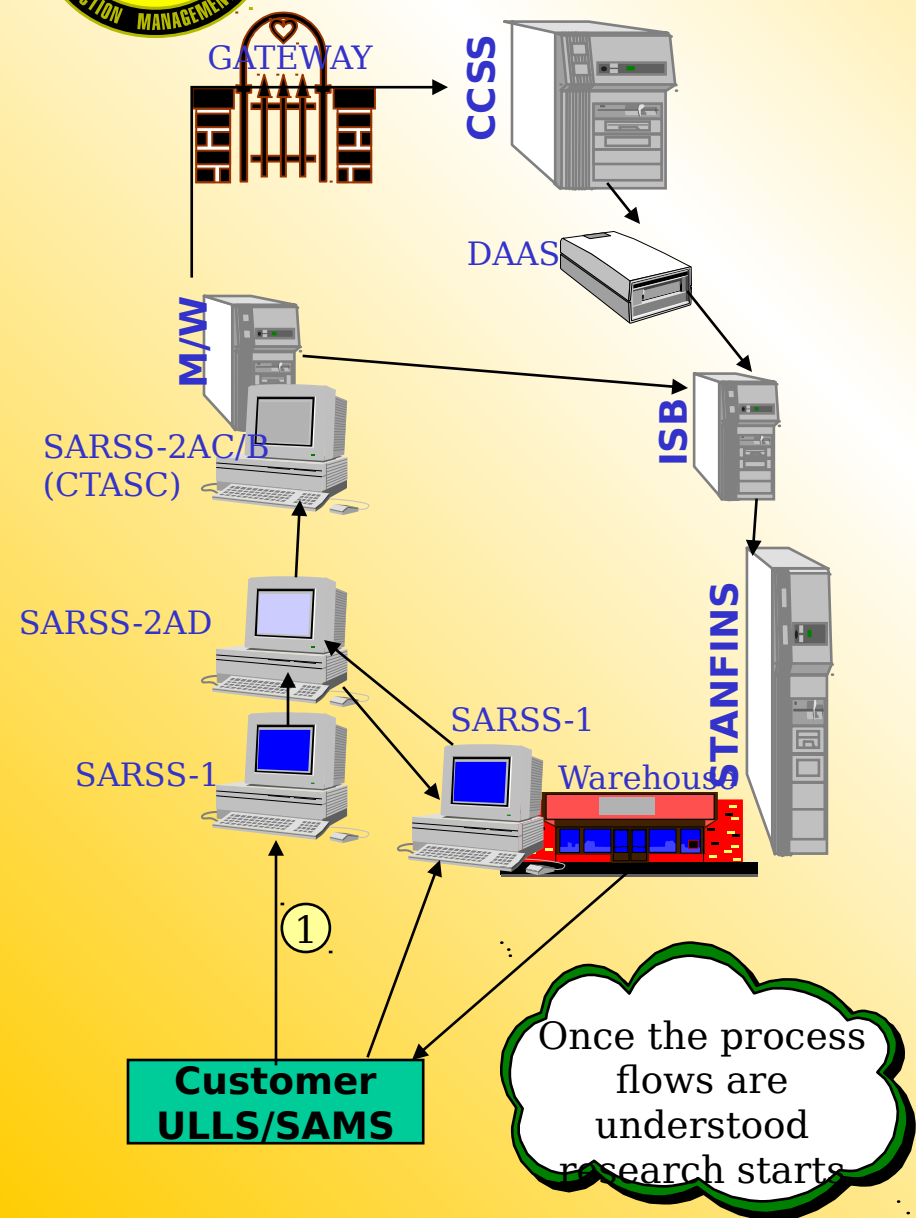 CTION MANAGEMENT
GATEWAY
CCSS
DAAS
M/W
ISB
SARSS-2AC/B
(CTASC)
SARSS-2AD
STANFINS
SARSS-1
SARSS-1
Warehouse
1
Customer
ULLS/SAMS
Once the process
flows are
understood
research starts